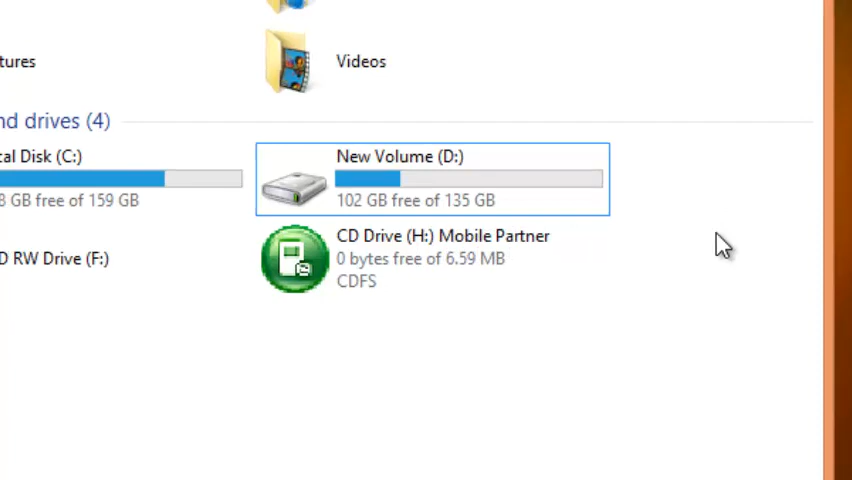 tures
Videos
nd drives (4)
cal Disk (C:)
New Volume (D:)
8 GB free of 159 GB
102 GB free of 135 GB
D RW Drive (F:)
CD Drive (H:) Mobile Partner
0 bytes free of 6.59 MB
CDFS